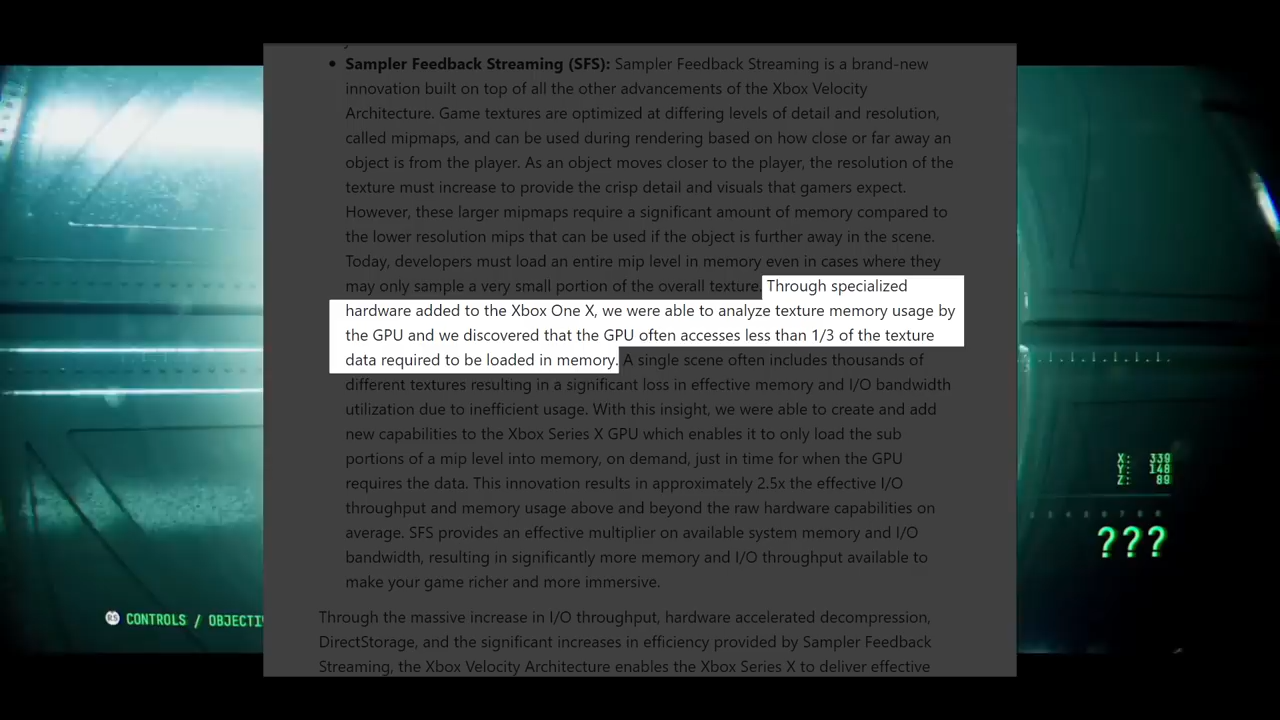 • Sampler Feedback Streaming (SFS): Sampler Feedback Streaming is a brand-new
innovation built on top of all the other advancements of the Xbox Velocity
Architecture. Game textures are optimized at differing levels of detail and resolution,
called mipmaps, and can be used during rendering based on how close or far away an
object is from the player. As an object moves closer to the player, the resolution of the
texture must increase to provide the crisp detail and visuals that gamers expect.
However, these larger mipmaps require a significant amount of memory compared to
the lower resolution mips that can be used if the object is further away in the scene.
Today, developers must load an entire mip level in memory even in cases where they
may only sample a very small portion of the overall texture. Through specialized
hardware added to the Xbox One X, we were able to analyze texture memory usage by
the GPU and we discovered that the GPU often accesses less than 1/3 of the texture
data required to be loaded in memory. A single scene often includes thousands of
different textures resulting in a significant loss in effective memory and I/O bandwidth
utilization due to inefficient usage. With this insight, we were able to create and add
new capabilities to the Xbox Series X GPU which enables it to only load the sub
portions of a mip level into memory, on demand, just in time for when the GPU
requires the data. This innovation results in approximately 2.5x the effective I/O
throughput and memory usage above and beyond the raw hardware capabilities on
average. SFS provides an effective multiplier on available system memory and I/O
bandwidth, resulting in significantly more memory and I/O throughput available to
make your game richer and more immersive.
Through the massive increase in I/O throughput, hardware accelerated decompression,
DirectStorage, and the significant increases in efficiency provided by Sampler Feedback
Streaming, the Xbox Velocity Architecture enables the Xbox Series X to deliver effective
X: 339
Y: 148
Z: 89
???
RS CONTROLS / OBJECTI